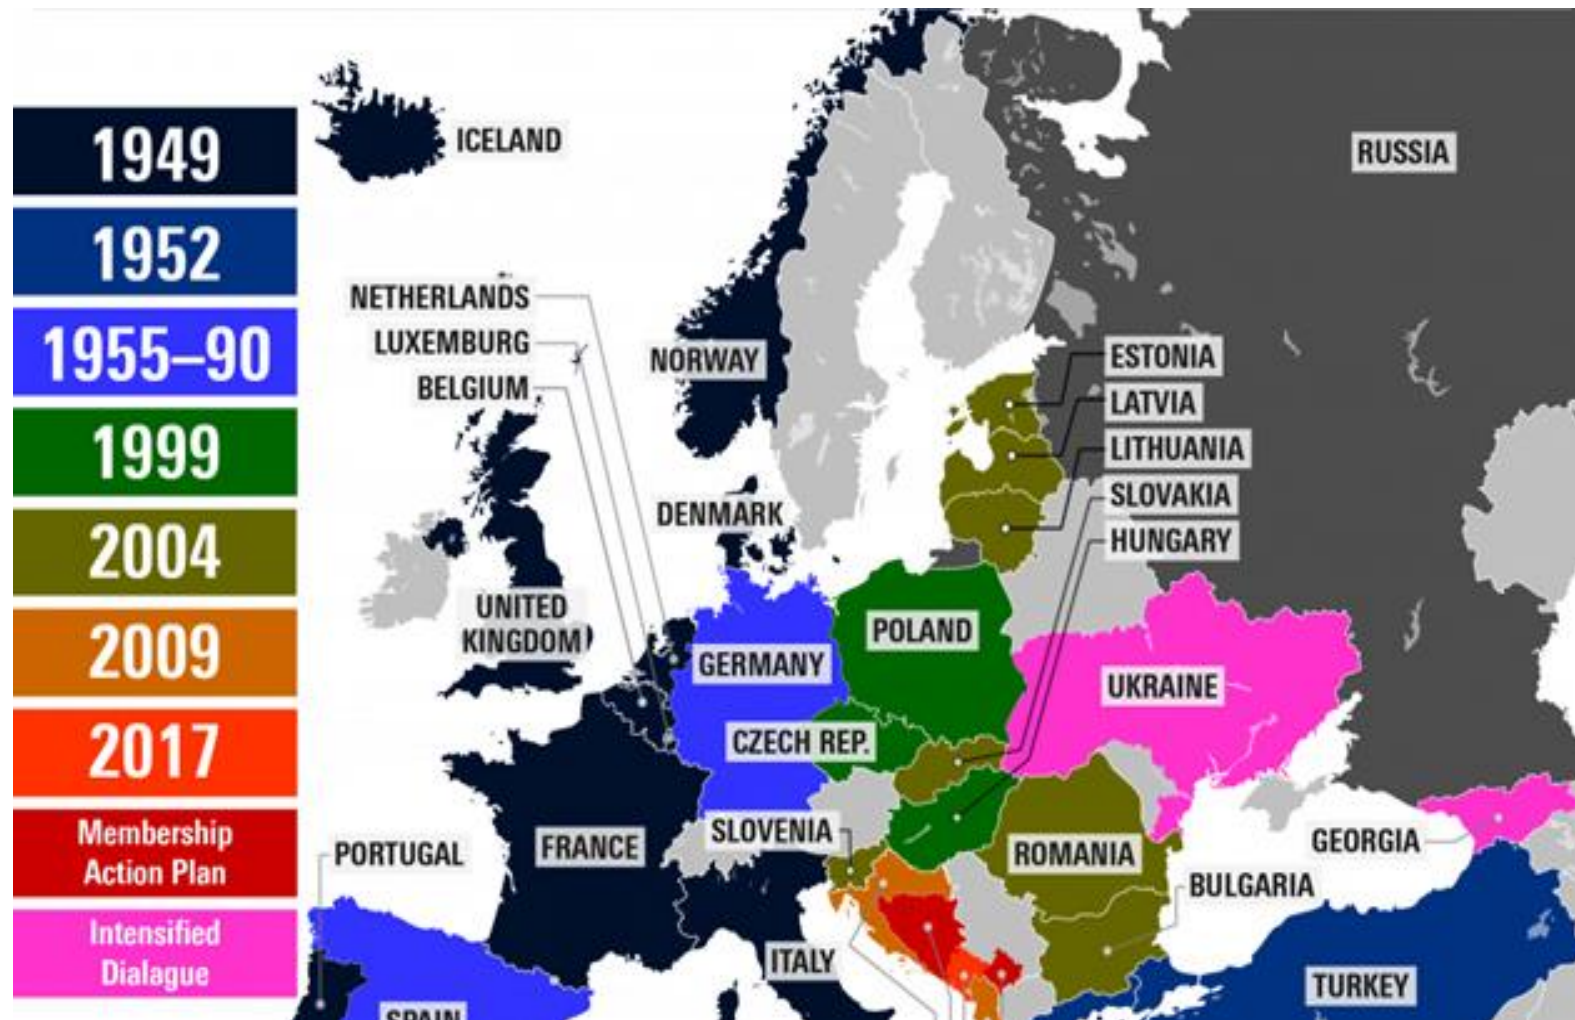 1949
1952
1955–90
1999
2004
2009
2017
Membership
Action Plan
Intensified
Dialague
ICELAND
RUSSIA
NETHERLANDS
LUXEMBURG
BELGIUM
NORWAY
ESTONIA
LATVIA
LITHUANIA
SLOVAKIA
HUNGARY
DENMARK
UNITED
KINGDOM
GERMANY
POLAND
UKRAINE
CZECH REP.
PORTUGAL
FRANCE
SLOVENIA
ROMANIA
GEORGIA
BULGARIA
ITALY
TURKEY
SPAIN